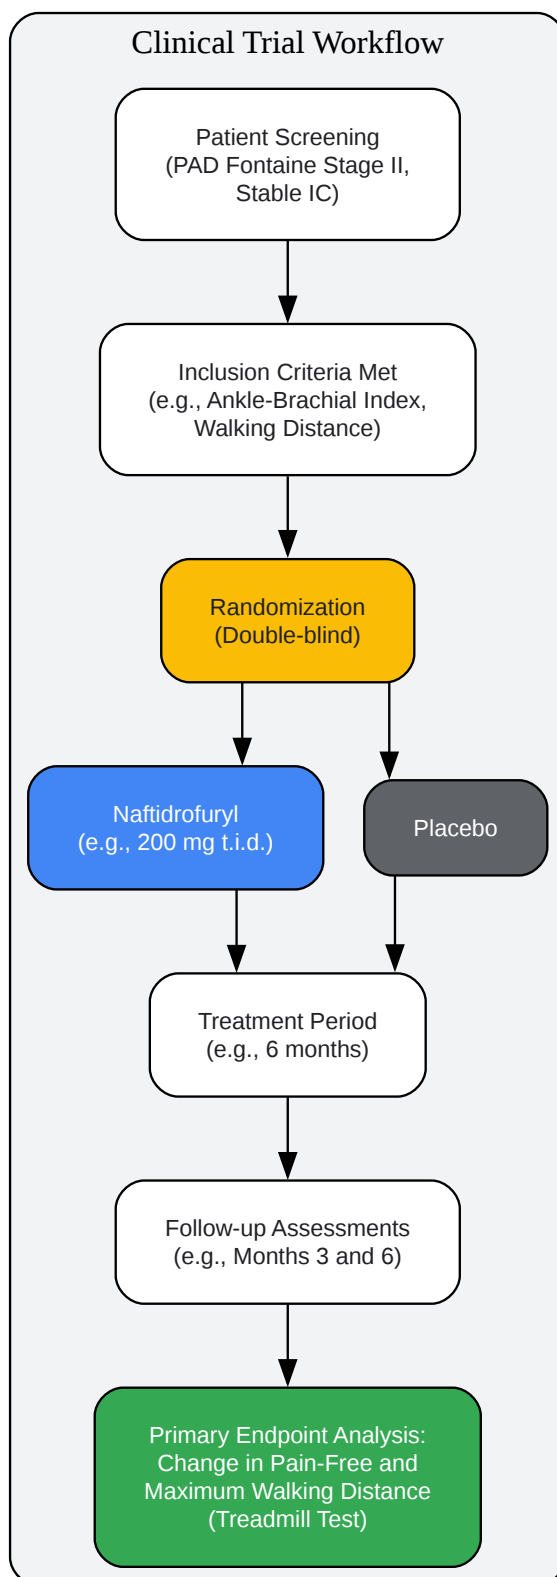 Clinical Trial Workflow
Patient Screening
(PAD Fontaine Stage II,
Stable IC)
Inclusion Criteria Met
(e.g., Ankle-Brachial Index,
Walking Distance)
Randomization
(Double-blind)
Naftidrofuryl
(e.g., 200 mg t.i.d.)
Placebo
Treatment Period
(e.g., 6 months)
Follow-up Assessments
(e.g., Months 3 and 6)
Primary Endpoint Analysis:
Change in Pain-Free and
Maximum Walking Distance
(Treadmill Test)